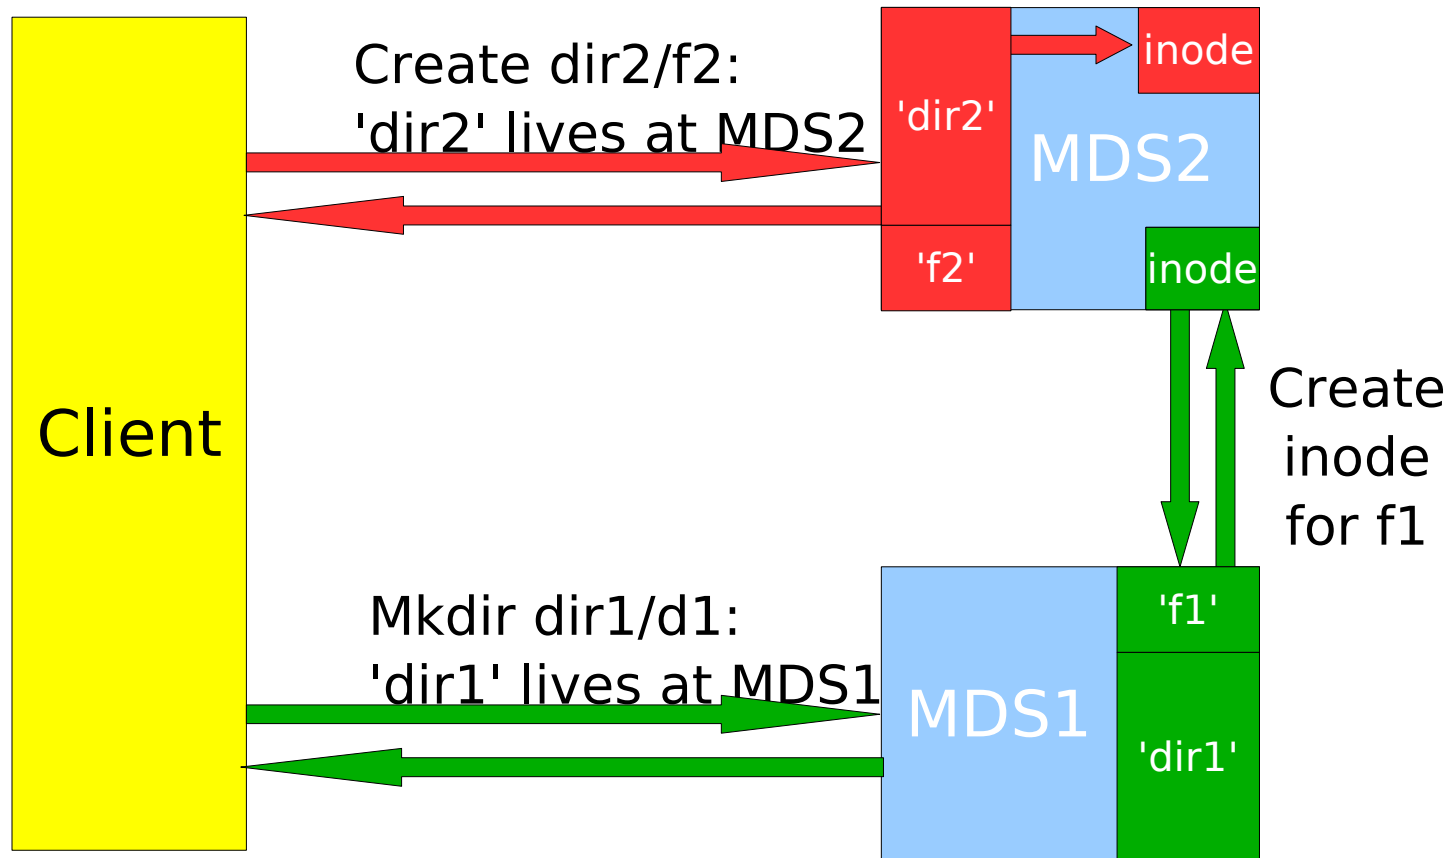 Create dir2/f2:
'dir2' lives at MDS2
'dir2'
inode
MDS2
'f2'
inode
Client
Create
inode
for f1
Mkdir dir1/d1:
'dir1' lives at MDS1
'f1'
MDS1
'dir1'